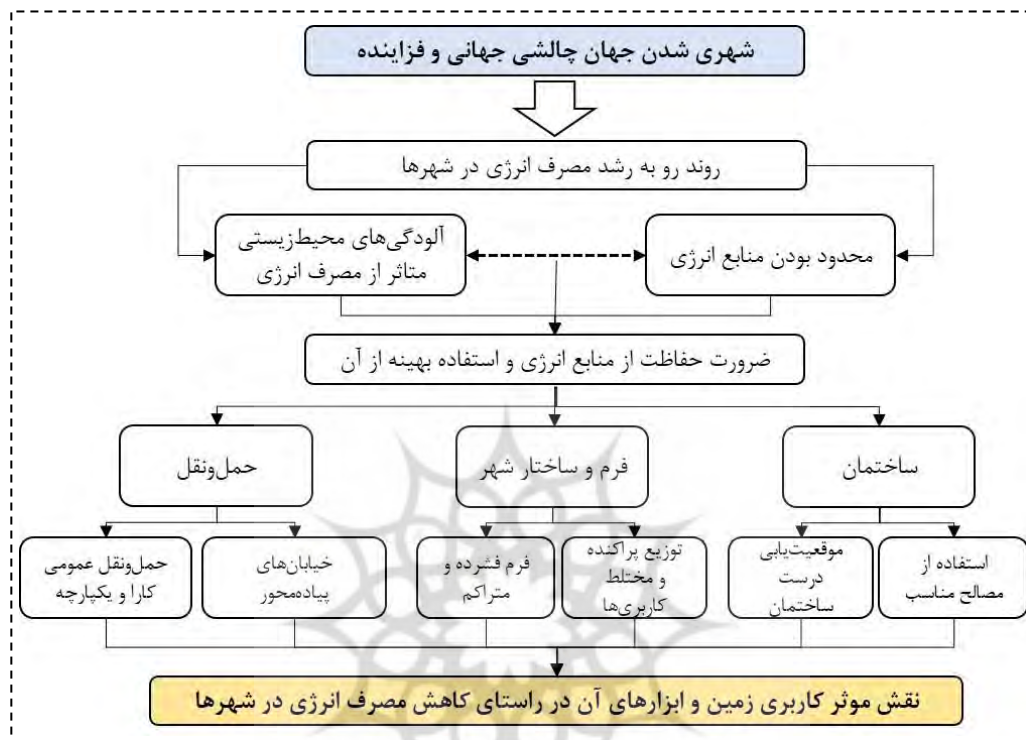 شهری شدن جهان چالشی جهانی و فزاینده
روند رو به رشد مصرف انرژی در شهرها
محدود بودن منابع انرژی
آلودگی‌های محیط‌زیستی
متاثر از مصرف انرژی
ضرورت حفاظت از منابع انرژی و استفاده بهینه از آن
ساختمان
فرم و ساختار شهر
حمل‌ونقل
استفاده از
مصالح مناسب
موقعیت‌یابی
درست
ساختمان
توزیع پراکنده
و مختلط
کاربری‌ها
فرم فشرده و
متراکم
خیابان‌های
پیاده‌محور
حمل‌ونقل عمومی
کارا و یکپارچه
نقش موثر کاربری زمین و ابزارهای آن در راستای کاهش مصرف انرژی در شهرها